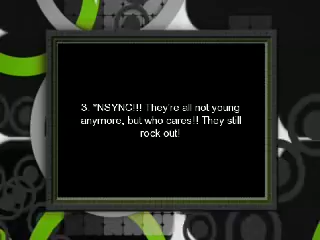 3. *NSYNC!!! They're all not young
anymore, but who cares!! They still
rock out!